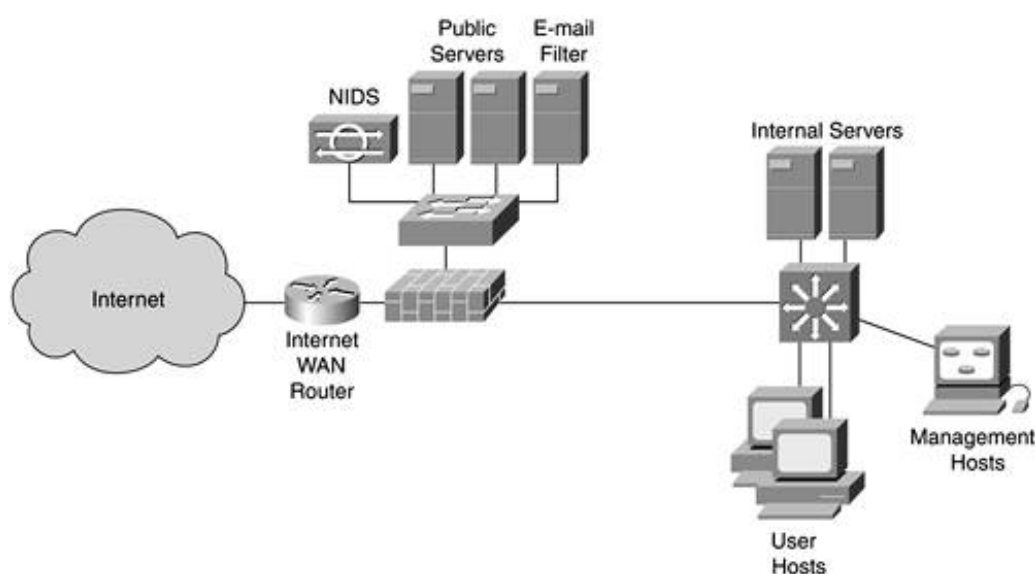 Public
Servers
E-mail
Filter
NIDS
Internal Servers
Internet
Internet
WAN
Router
Management
Hosts
User
Hosts